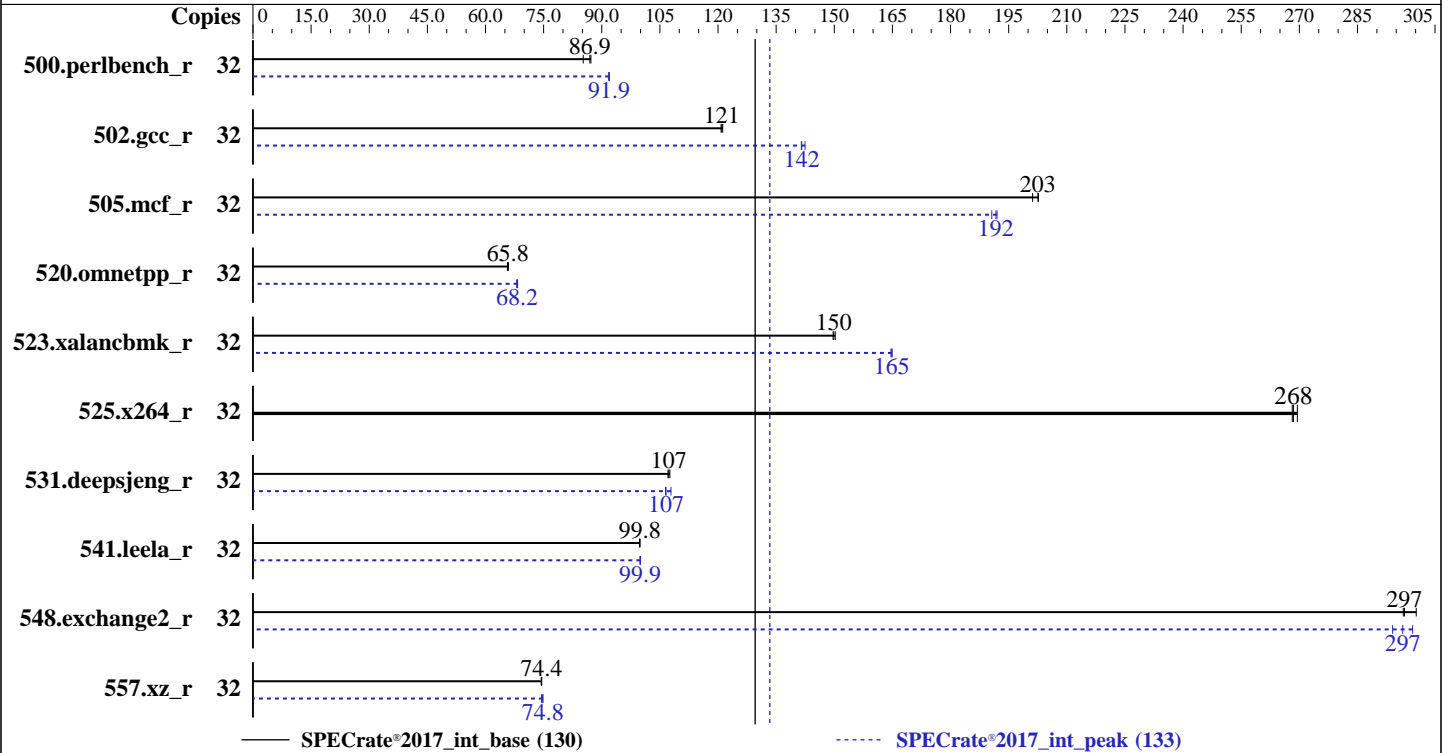 Copies 0 15.0 30.0 45.0 60.0 75.0 90.0 105 120 135 150 165 180 195 210 225 240 255 270 285 305
86.9
500.perlbench_r 32
91.9
121
502.gcc_r 32
142
203
505.mcf_r 32
192
65.8
520.omnetpp_r 32
68.2
150
523.xalancbmk_r 32
165
268
525.x264_r 32
107
531.deepsjeng_r 32
107
99.8
541.leela_r 32
99.9
297
548.exchange2_r 32
297
74.4
557.xz_r 32
74.8
SPECrate®2017_int_base (130) SPECrate®2017_int_peak (133)